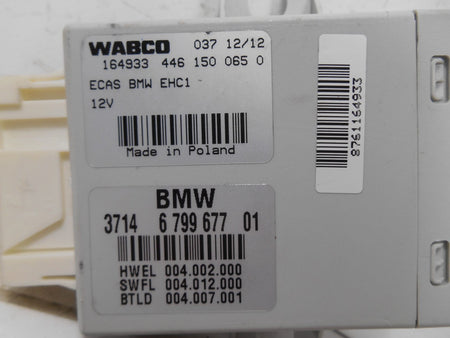 WABCO 037 12/12
164933 446 150 065 0
ECAS BMW EHC1
12V
Made in Poland
8761164933
BMW
3714 6 799 677 01
HWEL 004.002.000
SWFL 004.012.000
BTLD 004.007.001